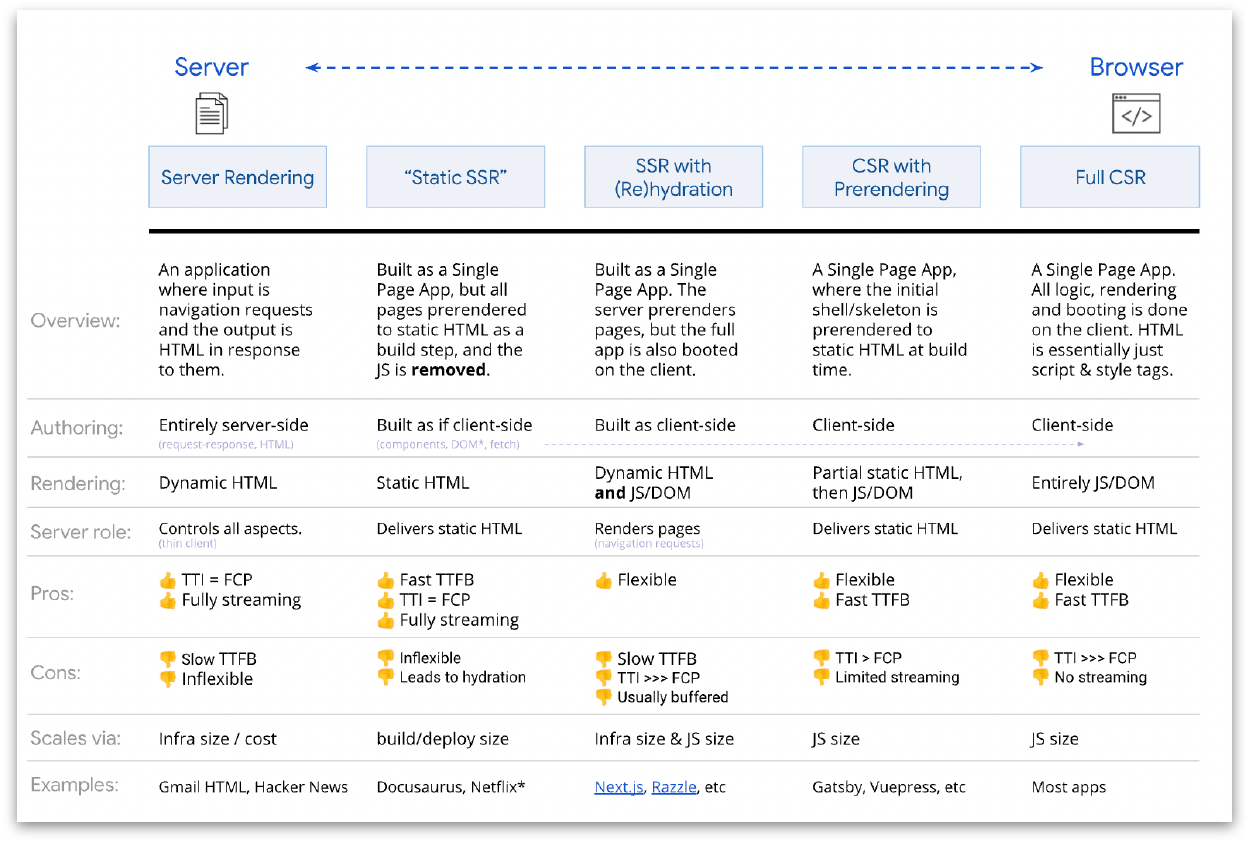 Server
Browser
</>
Server Rendering
“Static SSR”
SSR with
(Re)hydration
CSR with
Prerendering
Full CSR
Overview:
An application
where input is
navigation requests
and the output is
HTML in response
to them.
Built as a Single
Page App, but all
pages prerendered
to static HTML as a
build step, and the
JS is removed.
Built as a Single
Page App. The
server prerenders
pages, but the full
app is also booted
on the client.
A Single Page App,
where the initial
shell/skeleton is
prerendered to
static HTML at build
time.
A Single Page App.
All logic, rendering
and booting is done
on the client. HTML
is essentially just
script & style tags.
Authoring:
Entirely server-side
(request-response, HTML)
Built as if client-side
(components, DOM*, fetch)
Built as client-side
Client-side
Client-side
Rendering:
Dynamic HTML
Static HTML
Dynamic HTML
and JS/DOM
Partial static HTML,
then JS/DOM
Entirely JS/DOM
Server role:
Controls all aspects.
(thin client)
Delivers static HTML
Renders pages
(navigation requests)
Delivers static HTML
Delivers static HTML
Pros:
👍 TTI = FCP
👍 Fully streaming
👍 Fast TTFB
👍 TTI = FCP
👍 Fully streaming
👍 Flexible
👍 Flexible
👍 Fast TTFB
👍 Flexible
👍 Fast TTFB
Cons:
👎 Slow TTFB
👎 Inflexible
👎 Inflexible
👎 Leads to hydration
👎 Slow TTFB
👎 TTI >>> FCP
👎 Usually buffered
👎 TTI > FCP
👎 Limited streaming
👎 TTI >>> FCP
👎 No streaming
Scales via:
Infra size / cost
build/deploy size
Infra size & JS size
JS size
JS size
Examples:
Gmail HTML, Hacker News
Docusaurus, Netflix*
Next.js, Razzle, etc
Gatsby, Vuepress, etc
Most apps